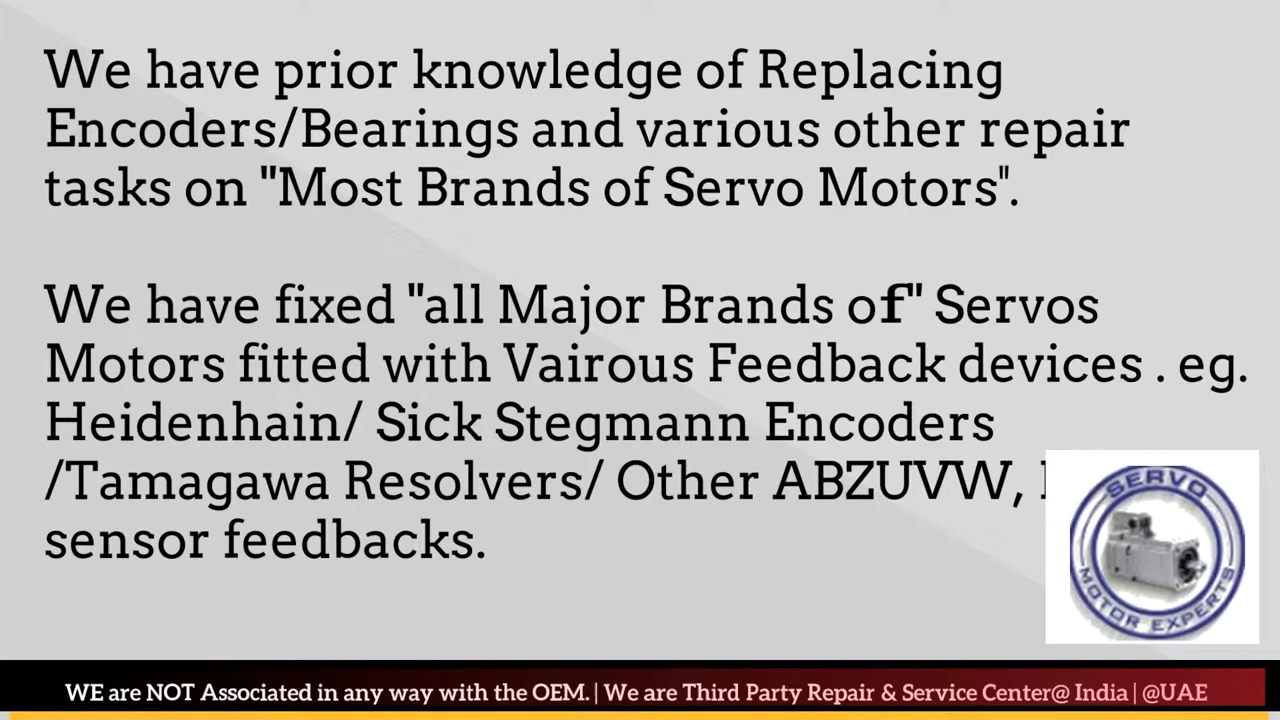 We have prior knowledge of Replacing
Encoders/Bearings and various other repair
tasks on "Most Brands of Servo Motors".
We have fixed "all Major Brands of" Servos
Motors fitted with Vairous Feedback devices . eg.
Heidenhain/ Sick Stegmann Encoders
/Tamagawa Resolvers/ Other ABZUVW,
sensor feedbacks.
SERVO
MOTOR EXPERTS
WE are NOT Associated in any way with the OEM. | We are Third Party Repair & Service Center@ India | @UAE